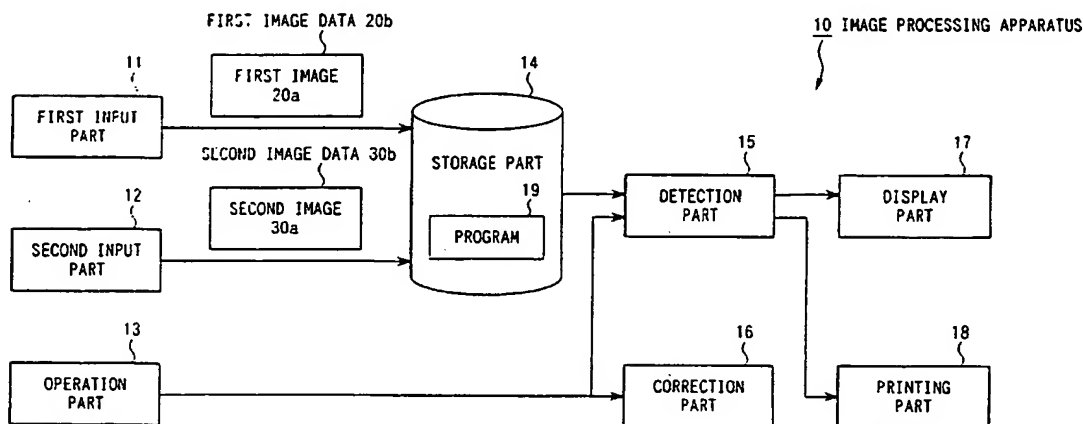 FIRST IMAGE DATA 20b
10 IMAGE PROCESSING APPARATUS
11
FIRST IMAGE
20a
14
FIRST INPUT
PART
SECOND IMAGE DATA 30b
STORAGE PART
15
17
12
SECOND IMAGE
30a
19
PROGRAM
DETECTION
PART
DISPLAY
PART
SECOND INPUT
PART
13
16
18
OPERATION
PART
CORRECTION
PART
PRINTING
PART